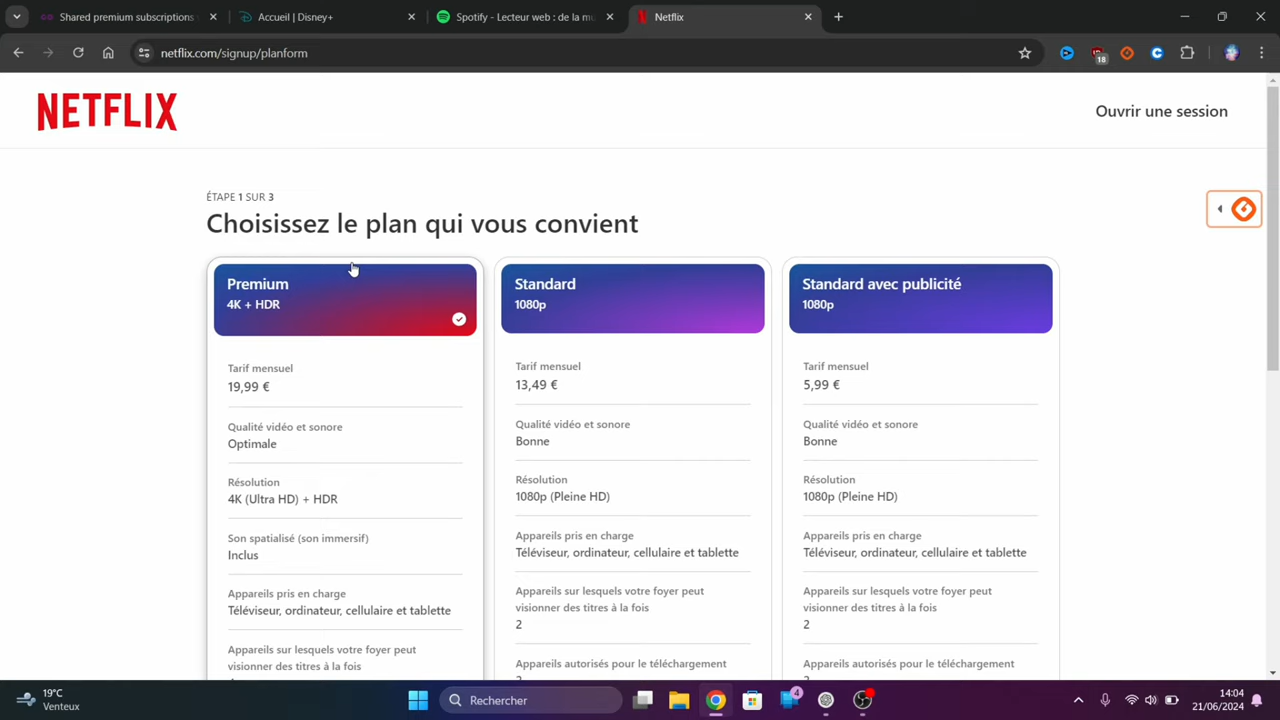 Shared premium subscriptions
Accueil | Disney+
Spotify - Lecteur web : de la mu
Netflix
netflix.com/signup/planform
18
NETFLIX
Ouvrir une session
ÉTAPE 1 SUR 3
Choisissez le plan qui vous convient
Premium
4K + HDR
Tarif mensuel
19,99 €
Qualité vidéo et sonore
Optimale
Résolution
4K (Ultra HD) + HDR
Son spatialisé (son immersif)
Inclus
Appareils pris en charge
Téléviseur, ordinateur, cellulaire et tablette
Appareils sur lesquels votre foyer peut
visionner des titres à la fois
Standard
1080p
Tarif mensuel
13,49 €
Qualité vidéo et sonore
Bonne
Résolution
1080p (Pleine HD)
Appareils pris en charge
Téléviseur, ordinateur, cellulaire et tablette
Appareils sur lesquels votre foyer peut
visionner des titres à la fois
2
Appareils autorisés pour le téléchargement
Standard avec publicité
1080p
Tarif mensuel
5,99 €
Qualité vidéo et sonore
Bonne
Résolution
1080p (Pleine HD)
Appareils pris en charge
Téléviseur, ordinateur, cellulaire et tablette
Appareils sur lesquels votre foyer peut
visionner des titres à la fois
2
Appareils autorisés pour le téléchargement
19°C
Venteux
Rechercher
4
14:04
21/06/2024